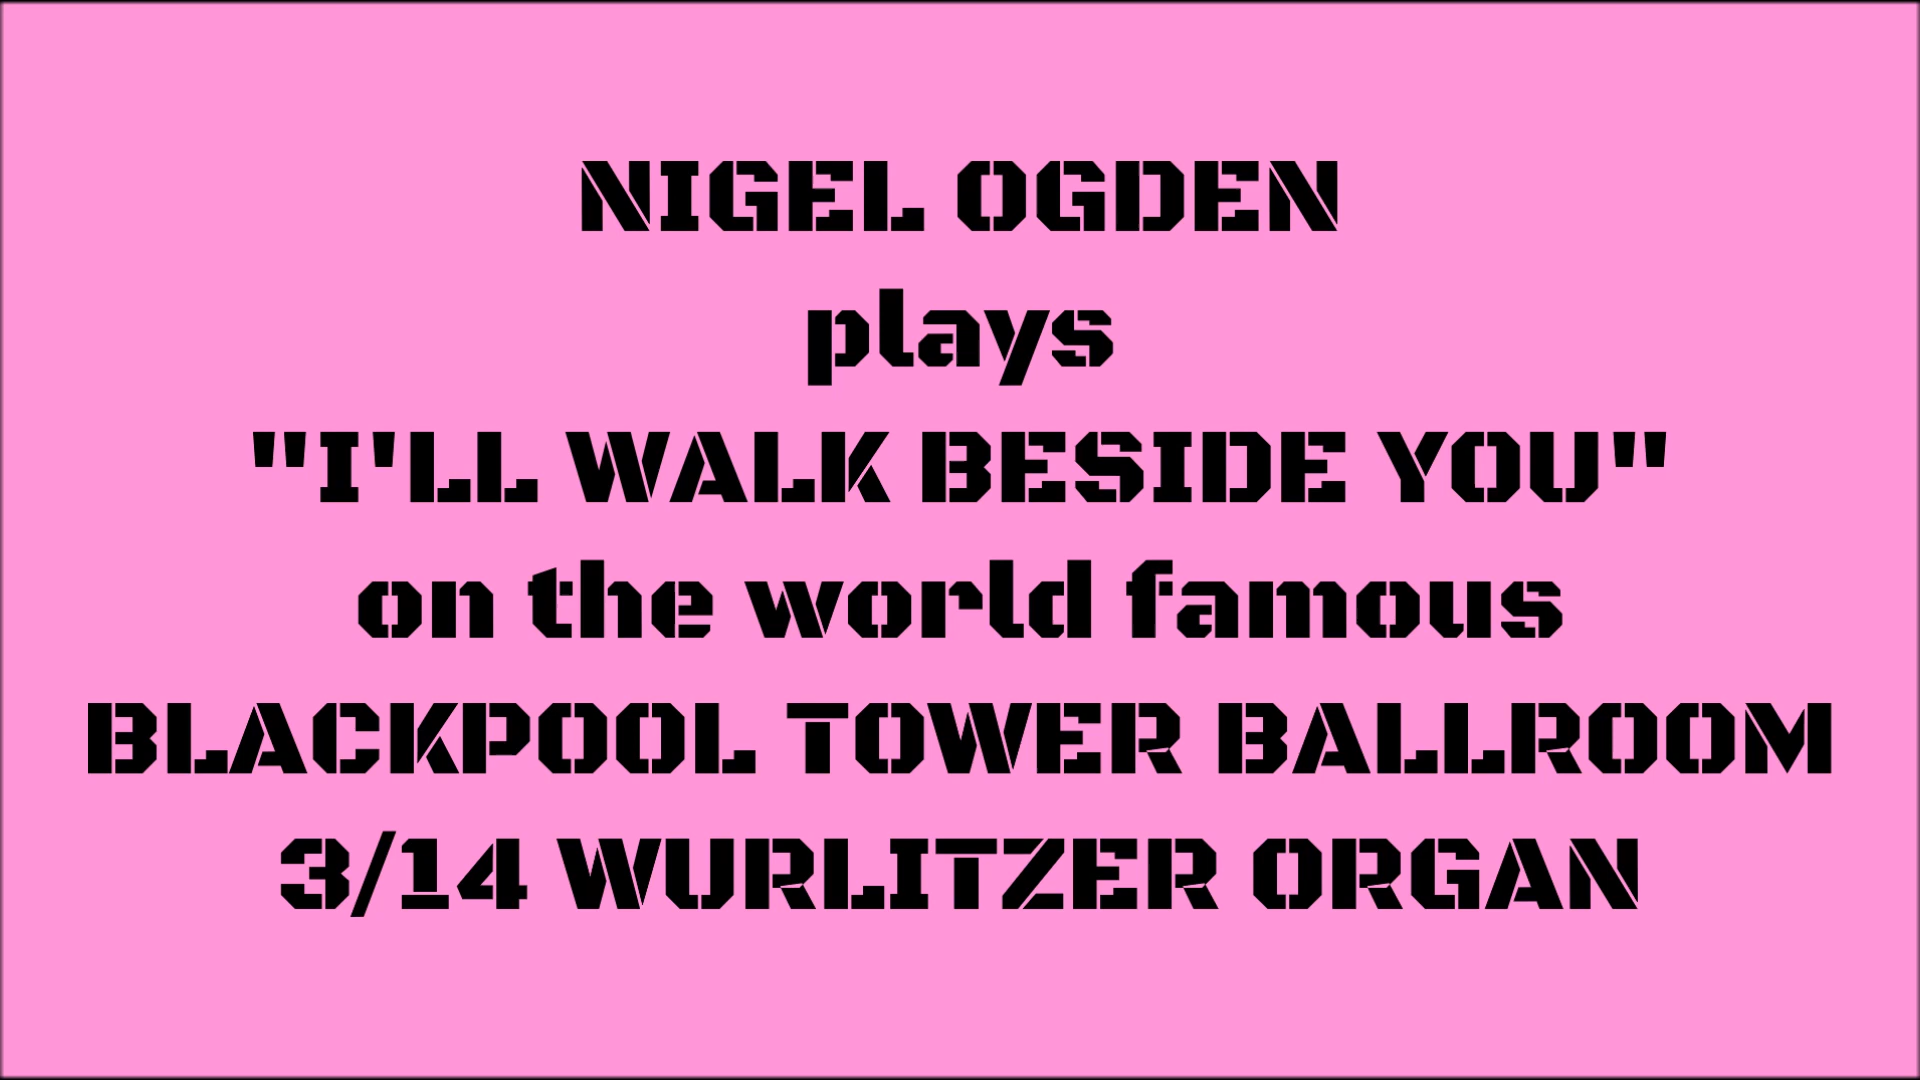 NIGEL OGDEN
plays
"I'LL WALK BESIDE YOU"
on the world famous
BLACKPOOL TOWER BALLROOM
3/14 WURLITZER ORGAN